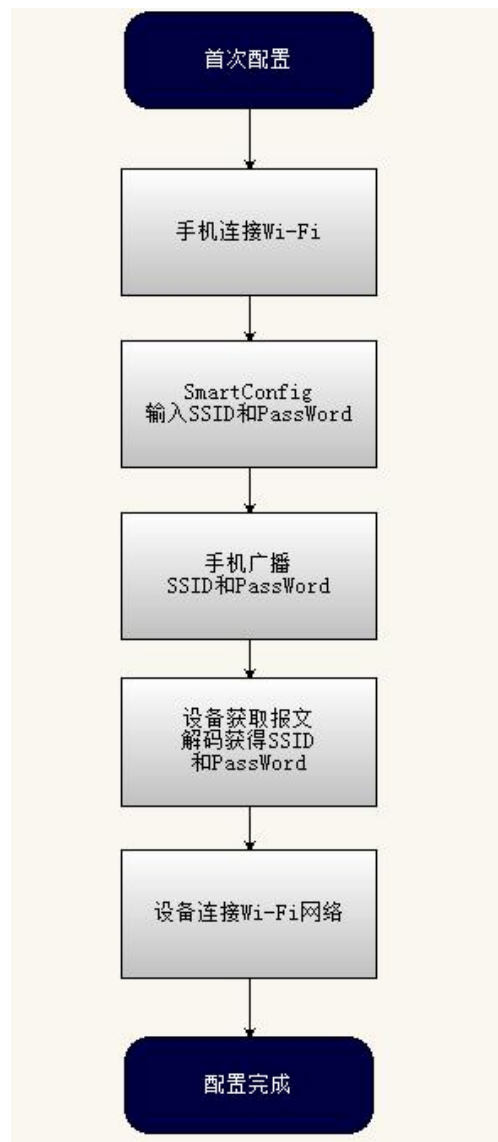 首次配置
手机连接Wi-Fi
SmartConfig
输入SSID和PassWord
手机广播
SSID和PassWord
设备获取报文
解码获得SSID
和PassWord
设备连接Wi-Fi网络
配置完成